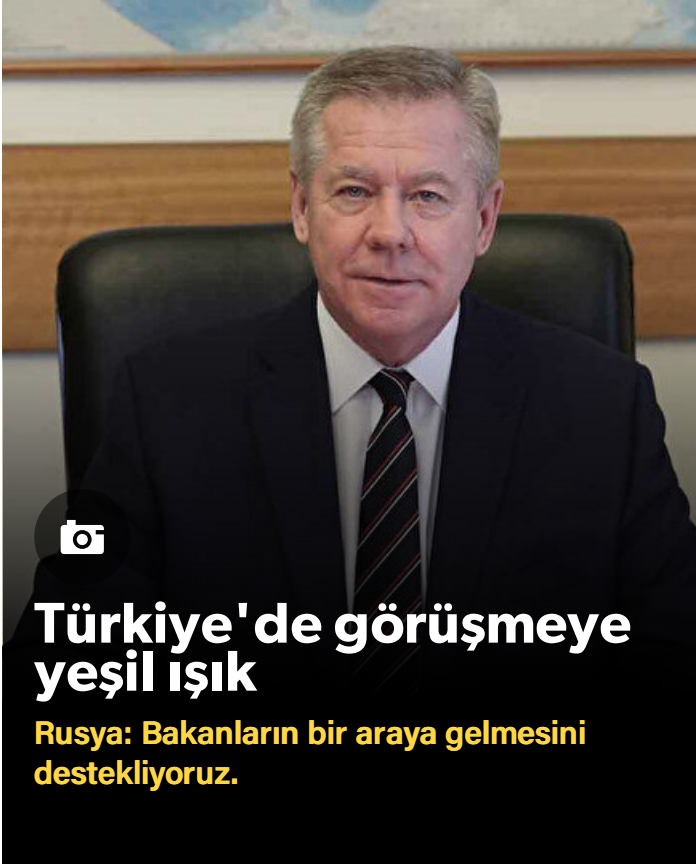 Türkiye'de görüşmeye
yeşil ışık
Rusya: Bakanların bir araya gelmesini
destekliyoruz.